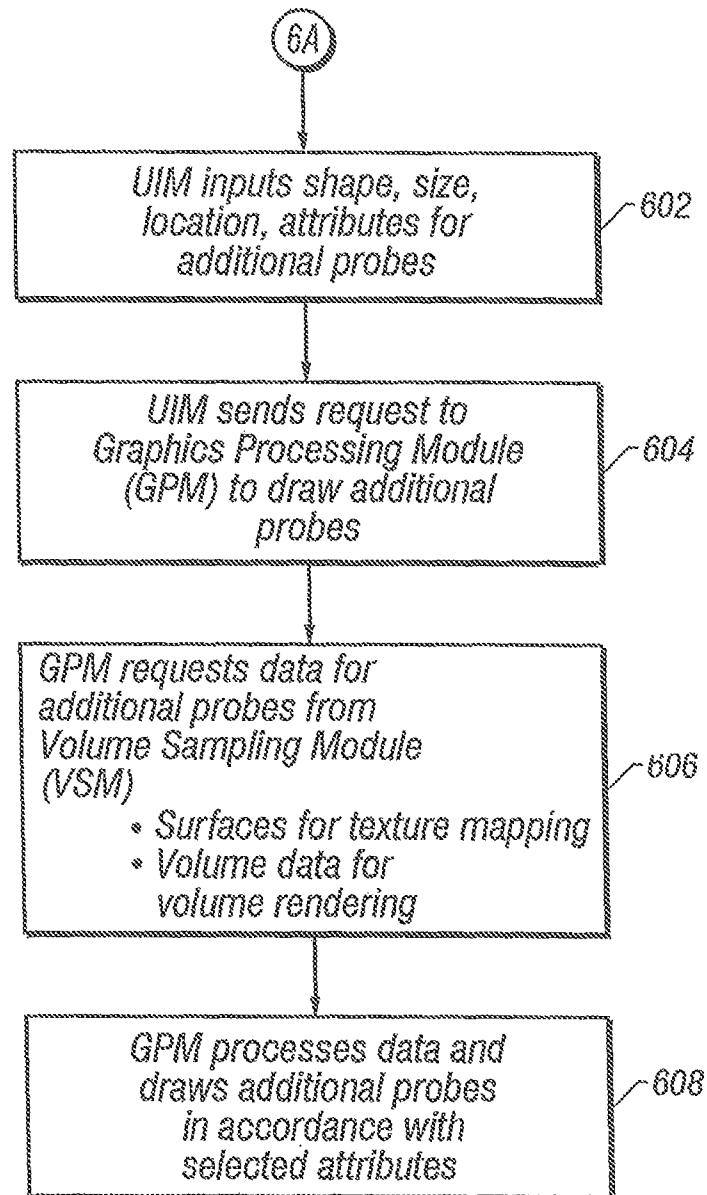 6A
UIM inputs shape, size,
location, attributes for
additional probes
602
UIM sends request to
Graphics Processing Module
(GPM) to draw additional
probes
604
GPM requests data for
additional probes from
Volume Sampling Module
(VSM)
• Surfaces for texture mapping
• Volume data for
volume rendering
606
GPM processes data and
draws additional probes
in accordance with
selected attributes
608